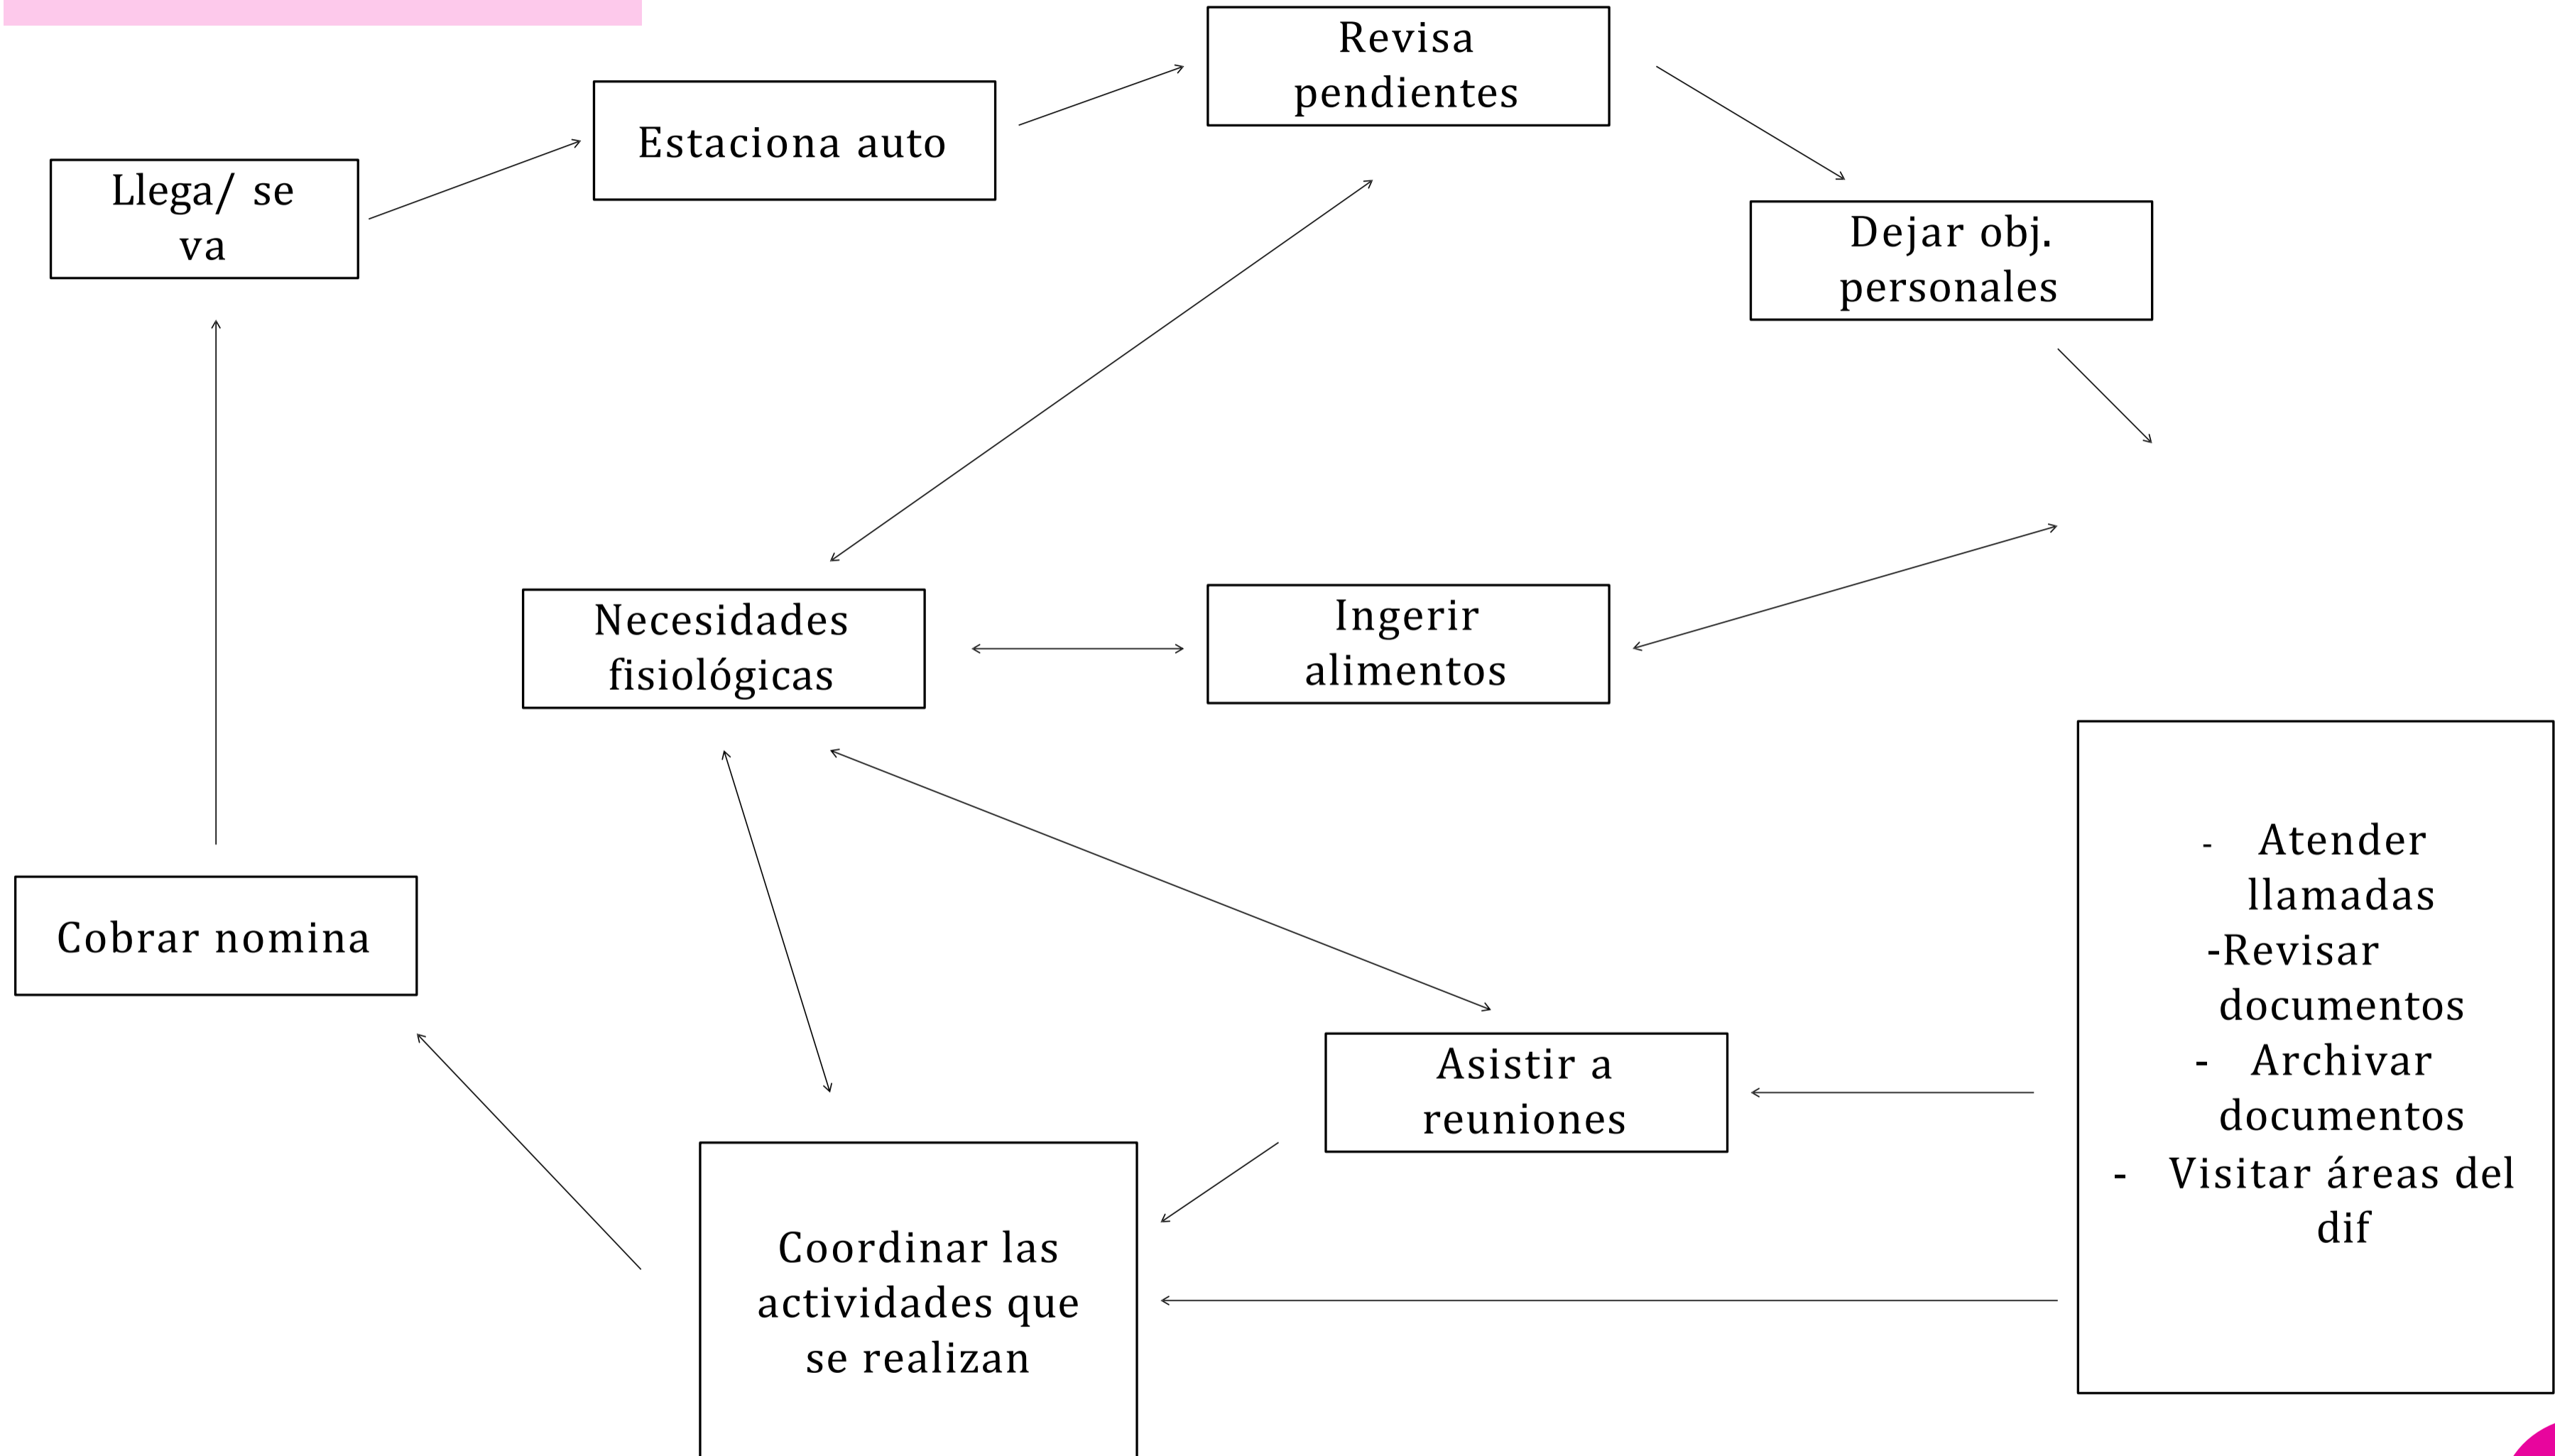 Revisa
pendientes
Estaciona auto
Llega/ se
va
Dejar obj.
personales
Necesidades
fisiológicas
Ingerir
alimentos
- Atender
llamadas
-Revisar
documentos
- Archivar
documentos
- Visitar áreas del
dif
Cobrar nomina
Asistir a
reuniones
Coordinar las
actividades que
se realizan